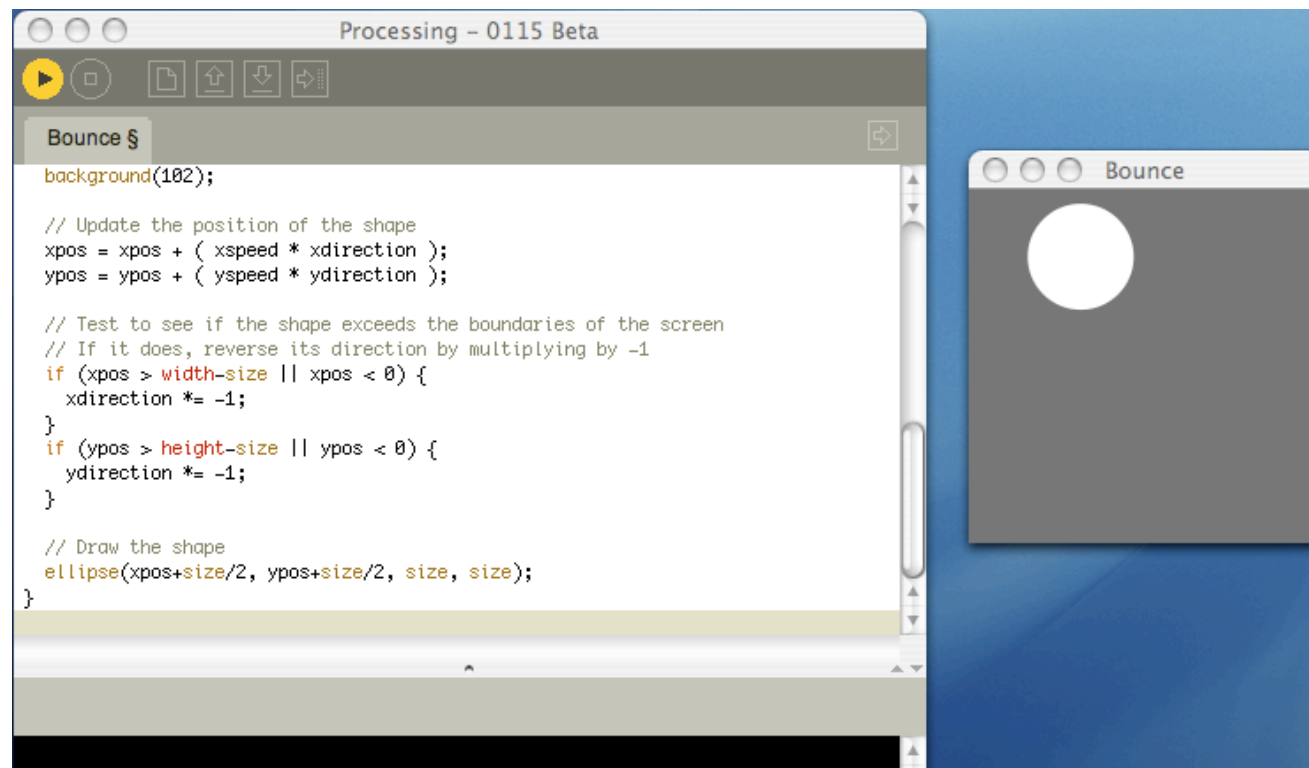 Processing – 0115 Beta
Bounce §
background(102);
// Update the position of the shape
xpos = xpos + ( xspeed * xdirection );
ypos = ypos + ( yspeed * ydirection );
// Test to see if the shape exceeds the boundaries of the screen
// If it does, reverse its direction by multiplying by -1
if (xpos > width-size || xpos < 0) {
xdirection *= -1;
}
if (ypos > height-size || ypos < 0) {
ydirection *= -1;
}
// Draw the shape
ellipse(xpos+size/2, ypos+size/2, size, size);
}
Bounce